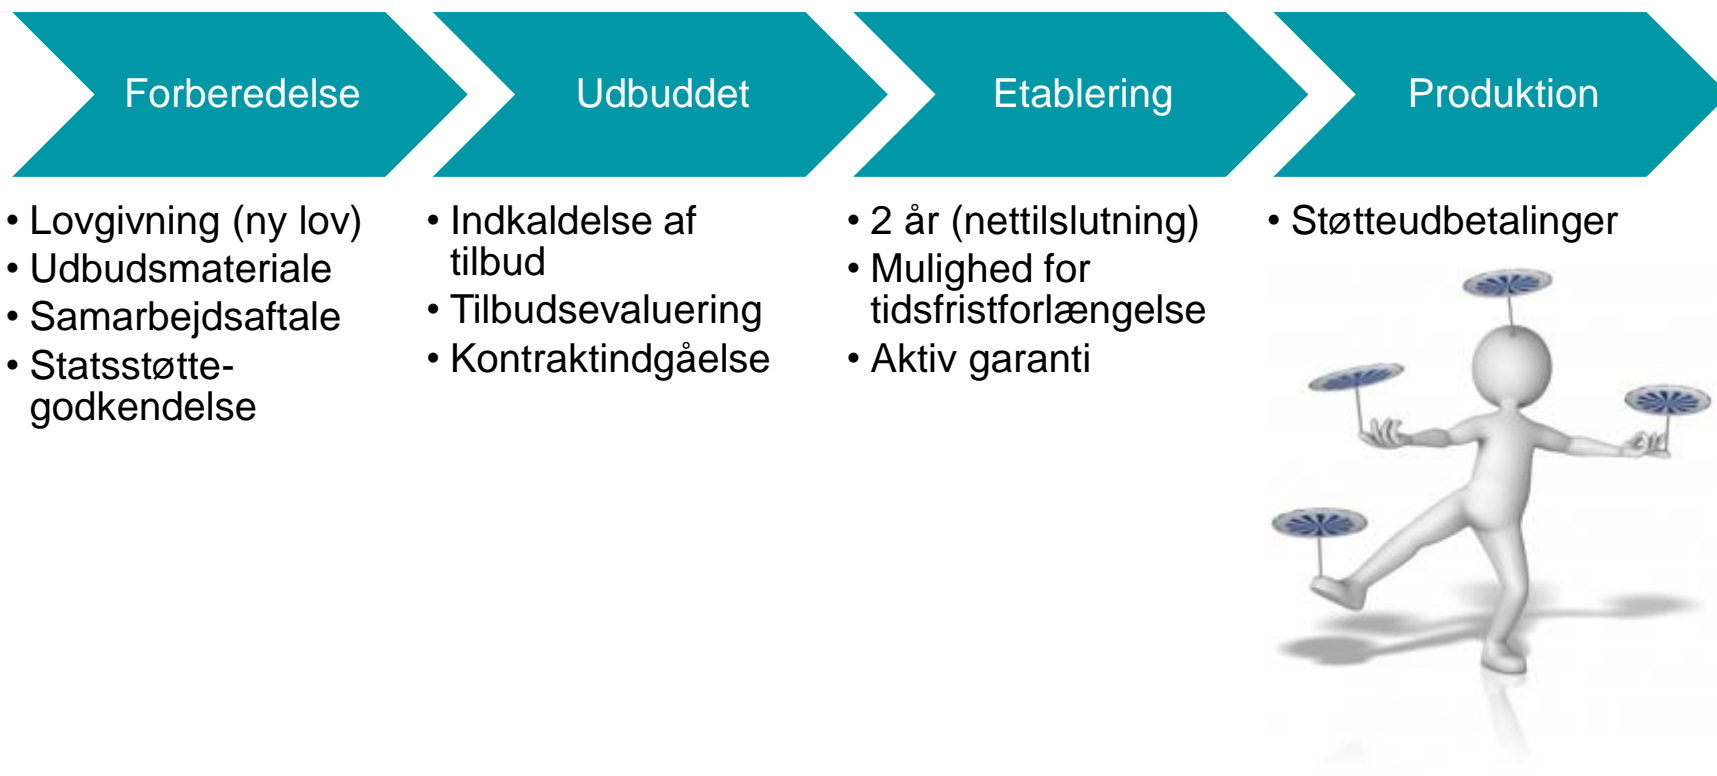 Forberedelse
• Lovgivning (ny lov)
• Udbudsmateriale
• Samarbejdsaftale
• Statsstøtte-
godkendelse
Udbuddet
• Indkaldelse af
tilbud
• Tilbudsevaluering
• Kontraktindgåelse
Etablering
• 2 år (nettilslutning)
• Mulighed for
tidsfristforlængelse
• Aktiv garanti
Produktion
• Støtteudbetalinger